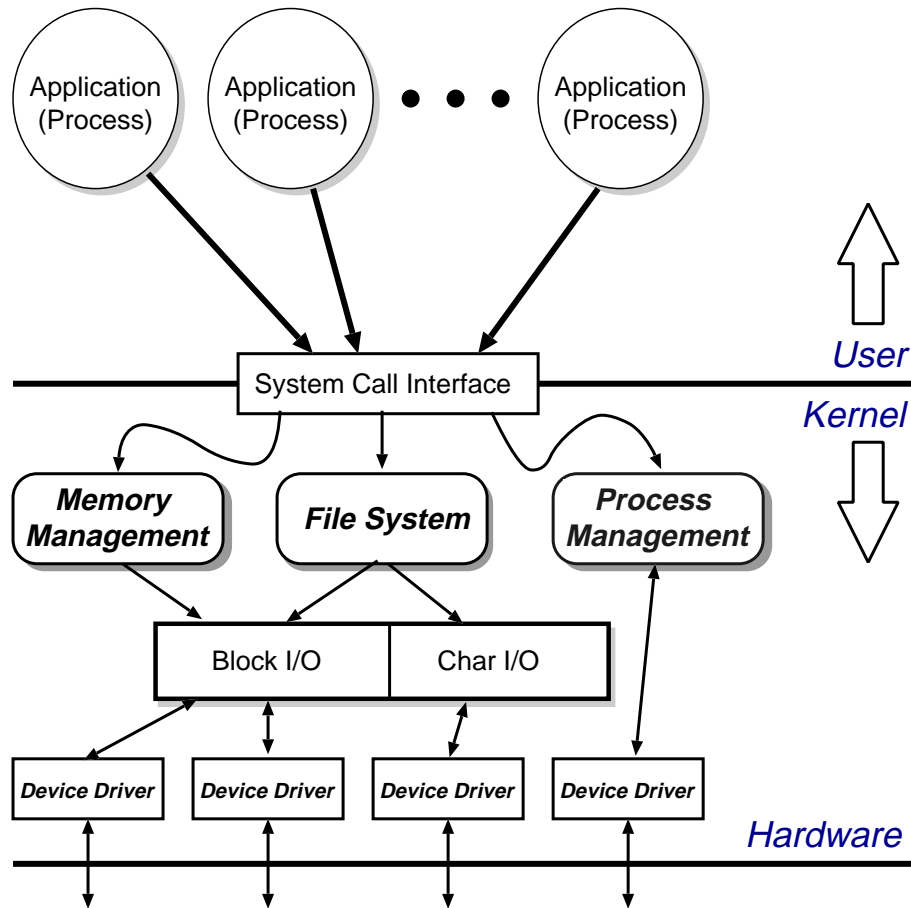 Application
(Process)
Application
(Process)
Application
(Process)
User
System Call Interface
Kernel
Memory
Management
File System
Process
Management
Block I/O
Char I/O
Device Driver
Device Driver
Device Driver
Device Driver
Hardware